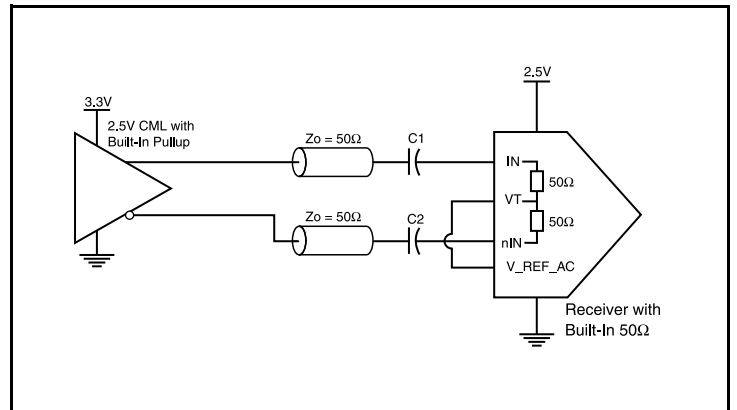 2.5V
3.3V
2.5V CML with
Built-In Pullup
Zo = 50Ω
C1
IN
50Ω
VT
50Ω
Zo = 50Ω
C2
nIN
V_REF_AC
Receiver with
Built-In 50Ω